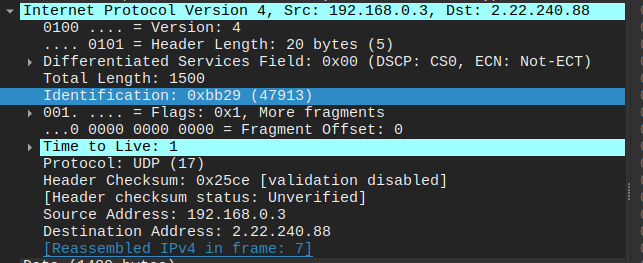 Internet Protocol Version 4, Src: 192.168.0.3, Dst: 2.22.240.88
0100 .... = Version: 4
.... 0101 = Header Length: 20 bytes (5)
Differentiated Services Field: 0x00 (DSCP: CS0, ECN: Not-ECT)
Total Length: 1500
Identification: 0xbb29 (47913)
001. .... = Flags: 0x1, More fragments
...0 0000 0000 0000 = Fragment Offset: 0
Time to Live: 1
Protocol: UDP (17)
Header Checksum: 0x25ce [validation disabled]
[Header checksum status: Unverified]
Source Address: 192.168.0.3
Destination Address: 2.22.240.88
[Reassembled IPv4 in frame: 7]
Data (1480 bytes)